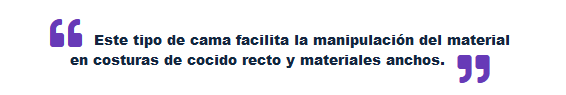 ❝ Este tipo de cama facilita la manipulación del material
en costuras de cocido recto y materiales anchos. ❞